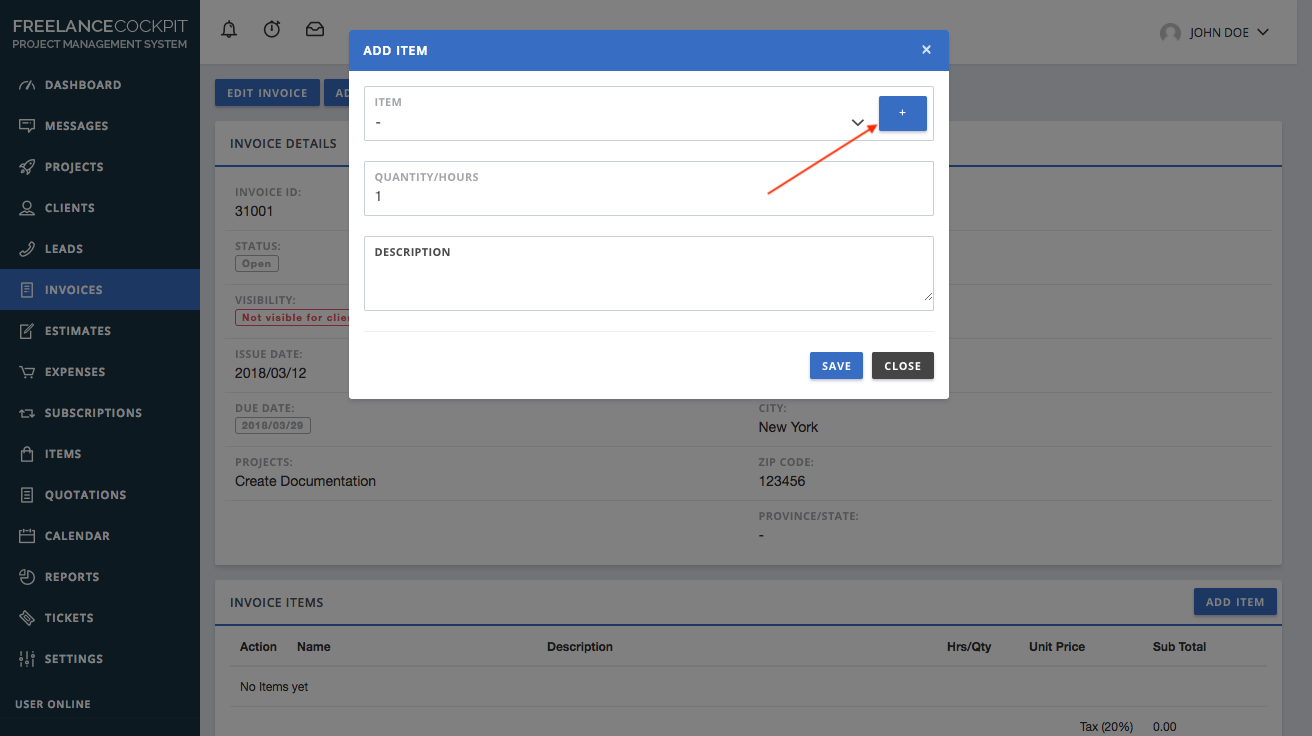 FREELANCECOCKPIT
PROJECT MANAGEMENT SYSTEM
DASHBOARD
MESSAGES
PROJECTS
CLIENTS
LEADS
INVOICES
ESTIMATES
EXPENSES
SUBSCRIPTIONS
ITEMS
QUOTATIONS
CALENDAR
REPORTS
TICKETS
SETTINGS
USER ONLINE
JOHN DOE
EDIT INVOICE
AD
ADD ITEM ×
ITEM
-
+
QUANTITY/HOURS
1
DESCRIPTION
SAVE CLOSE
INVOICE DETAILS
INVOICE ID:
31001
STATUS:
Open
VISIBILITY:
Not visible for clie
ISSUE DATE:
2018/03/12
DUE DATE:
2018/03/29
PROJECTS:
Create Documentation
CITY:
New York
ZIP CODE:
123456
PROVINCE/STATE:
-
INVOICE ITEMS ADD ITEM
Action Name Description Hrs/Qty Unit Price Sub Total
No Items yet
Tax (20%) 0.00